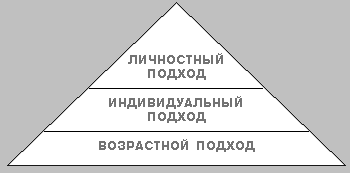 ЛИЧНОСТНЫЙ
ПОДХОД
ИНДИВИДУАЛЬНЫЙ
ПОДХОД
ВОЗРАСТНОЙ ПОДХОД